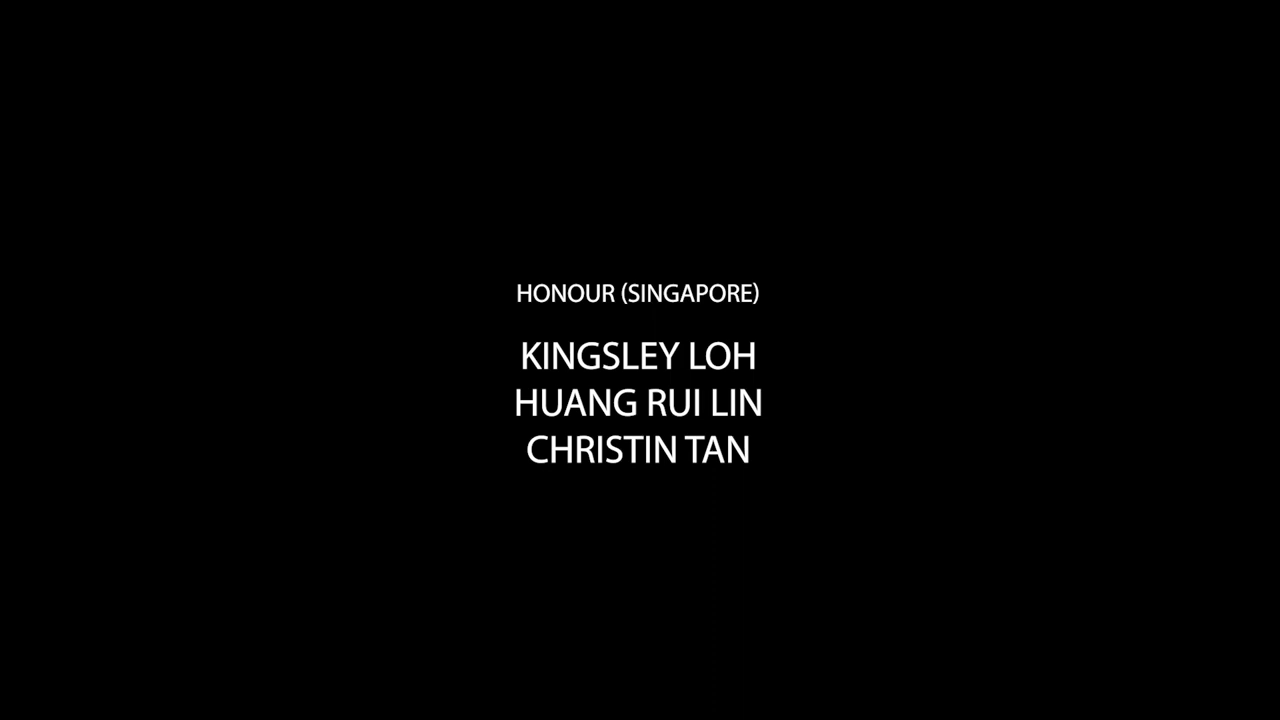 HONOUR (SINGAPORE)
KINGSLEY LOH
HUANG RUI LIN
CHRISTIN TAN